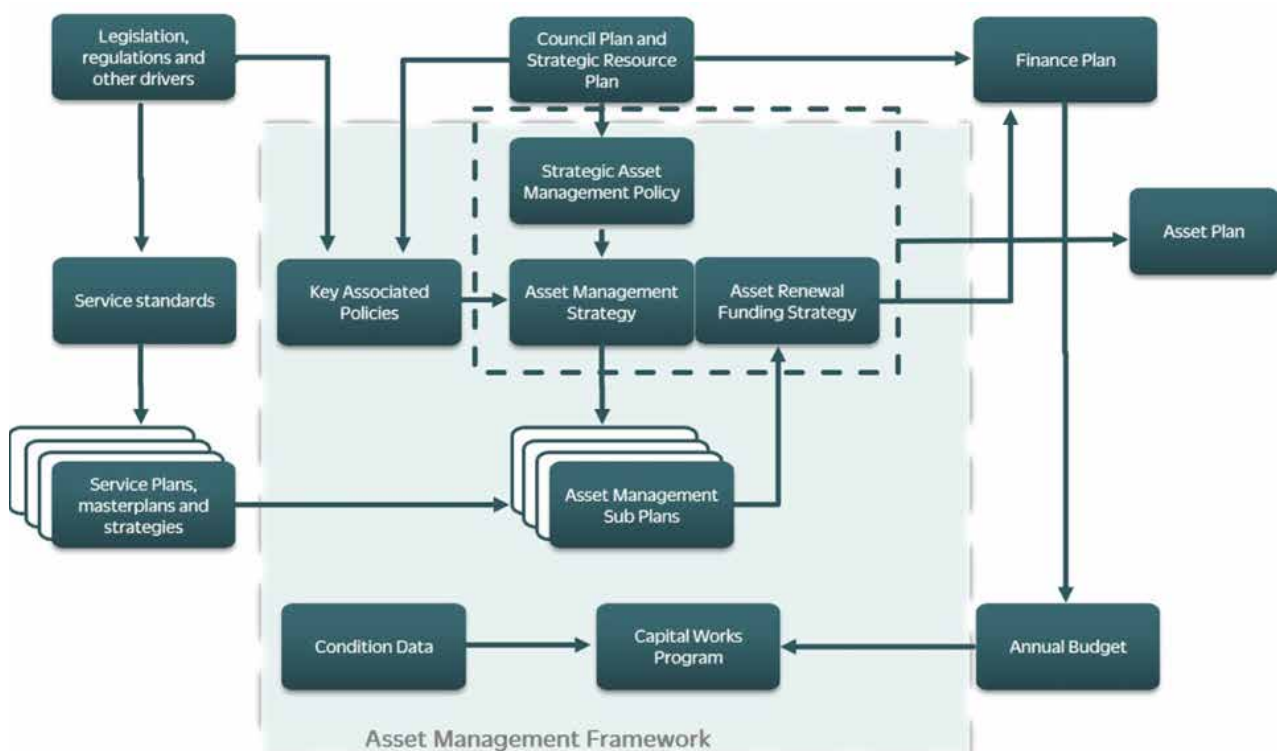 Legislation,
regulations and
other drivers
Council Plan and
Strategic Resource
Plan
Finance Plan
Strategic Asset
Management Policy
Asset Plan
Service standards
Key Associated
Policies
Asset Management
Strategy
Asset Renewal
Funding Strategy
Service Plans,
masterplans and
strategies
Asset Management
Sub Plans
Condition Data
Capital Works
Program
Annual Budget
Asset Management Framework